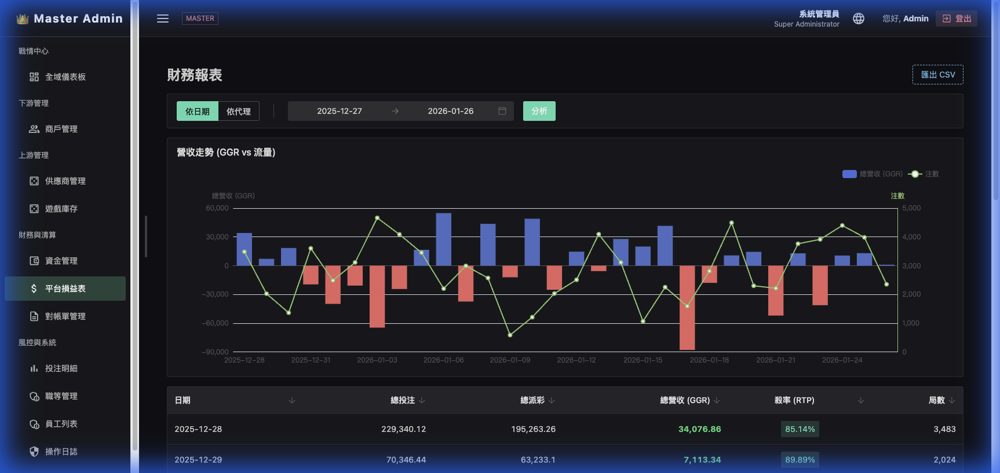 Master Admin
MASTER
系統管理員
Super Administrator
您好, Admin
登出
戰情中心
全域儀表板
下游管理
商戶管理
上游管理
供應商管理
遊戲庫存
財務與清算
資金管理
平台損益表
對帳單管理
風控與系統
投注明細
職等管理
員工列表
操作日誌
財務報表
匯出 CSV
依日期
依代理
2025-12-27
2026-01-26
分析
營收走勢 (GGR vs 流量)
總營收 (GGR)
注數
總營收 (GGR)
注數
60,000
30,000
0
-30,000
-60,000
-90,000
5,000
4,000
3,000
2,000
1,000
0
2025-12-28
2025-12-31
2026-01-03
2026-01-06
2026-01-09
2026-01-12
2026-01-15
2026-01-18
2026-01-21
2026-01-24
日期 總投注 總派彩 總營收 (GGR) 殺率 (RTP) 局數
2025-12-28 229,340.12 195,263.26 34,076.86 85.14% 3,483
2025-12-29 70,346.44 63,233.1 7,113.34 89.89% 2,024